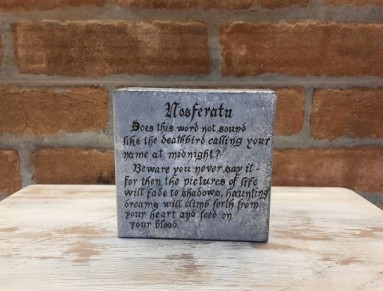 Nosferatu
Does this word not sound
like the deathbird calling your
name at midnight?
Beware you never say it -
for then the pictures of life
will fade to shadows, haunting
dreams will climb forth from
your heart and feed on
your blood.